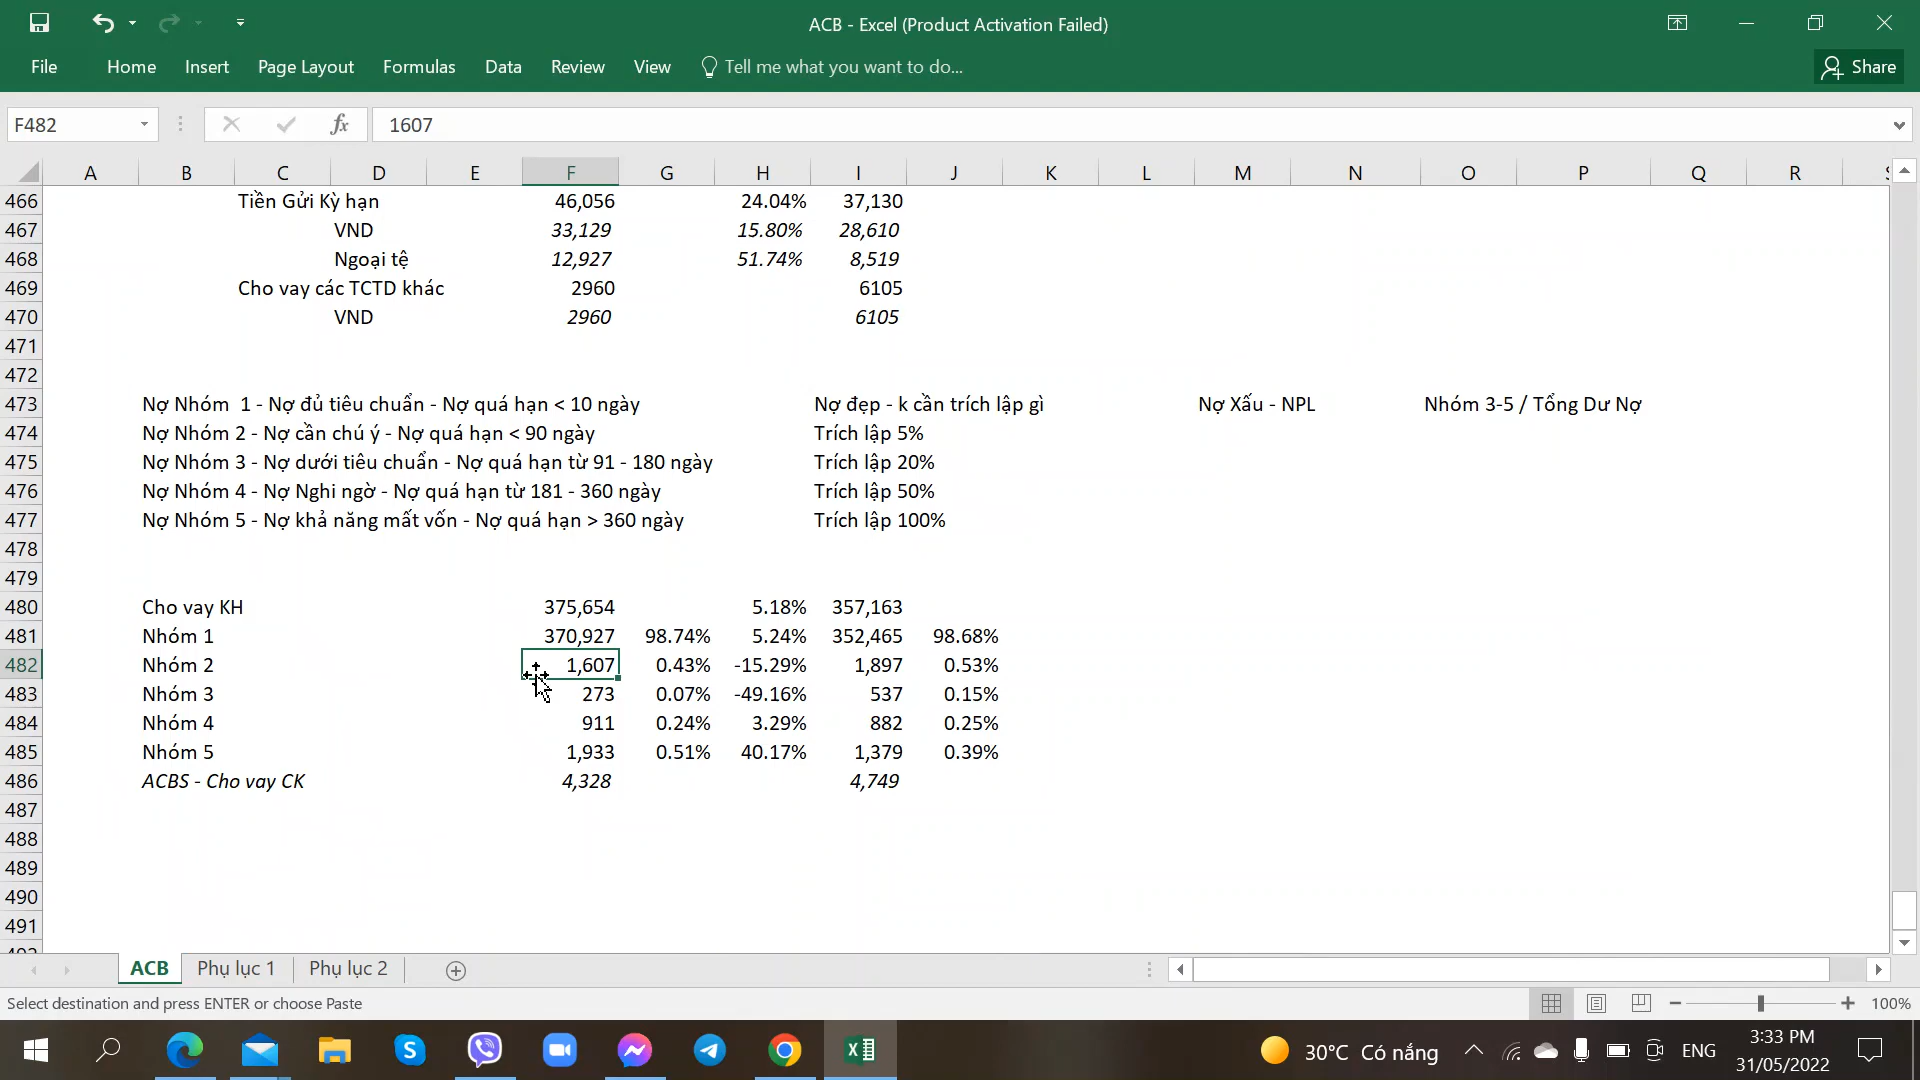 ACB - Excel (Product Activation Failed)
File Home Insert Page Layout Formulas Data Review View Tell me what you want to do... Share
F482 fx 1607
A B C D E F G H I J K L M N O P Q R
466 Tiền Gửi Kỳ hạn 46,056 24.04% 37,130
467 VND 33,129 15.80% 28,610
468 Ngoại tệ 12,927 51.74% 8,519
469 Cho vay các TCTD khác 2960 6105
470 VND 2960 6105
471
472
473 Nợ Nhóm 1 - Nợ đủ tiêu chuẩn - Nợ quá hạn < 10 ngày Nợ đẹp - k cần trích lập gì Nợ Xấu - NPL Nhóm 3-5 / Tổng Dư Nợ
474 Nợ Nhóm 2 - Nợ cần chú ý - Nợ quá hạn < 90 ngày Trích lập 5%
475 Nợ Nhóm 3 - Nợ dưới tiêu chuẩn - Nợ quá hạn từ 91 - 180 ngày Trích lập 20%
476 Nợ Nhóm 4 - Nợ Nghi ngờ - Nợ quá hạn từ 181 - 360 ngày Trích lập 50%
477 Nợ Nhóm 5 - Nợ khả năng mất vốn - Nợ quá hạn > 360 ngày Trích lập 100%
478
479
480 Cho vay KH 375,654 5.18% 357,163
481 Nhóm 1 370,927 98.74% 5.24% 352,465 98.68%
482 Nhóm 2 1,607 0.43% -15.29% 1,897 0.53%
483 Nhóm 3 273 0.07% -49.16% 537 0.15%
484 Nhóm 4 911 0.24% 3.29% 882 0.25%
485 Nhóm 5 1,933 0.51% 40.17% 1,379 0.39%
486 ACBS - Cho vay CK 4,328 4,749
487
488
489
490
491
ACB Phụ lục 1 Phụ lục 2
Select destination and press ENTER or choose Paste 100%
30°C Có nắng ENG 3:33 PM
31/05/2022